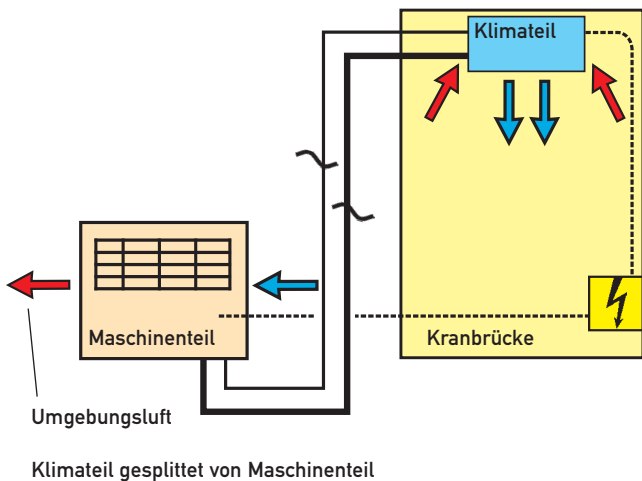 Klimateil
Maschinenteil
Kranbrücke
Umgebungsluft
Klimateil gesplittet von Maschinenteil